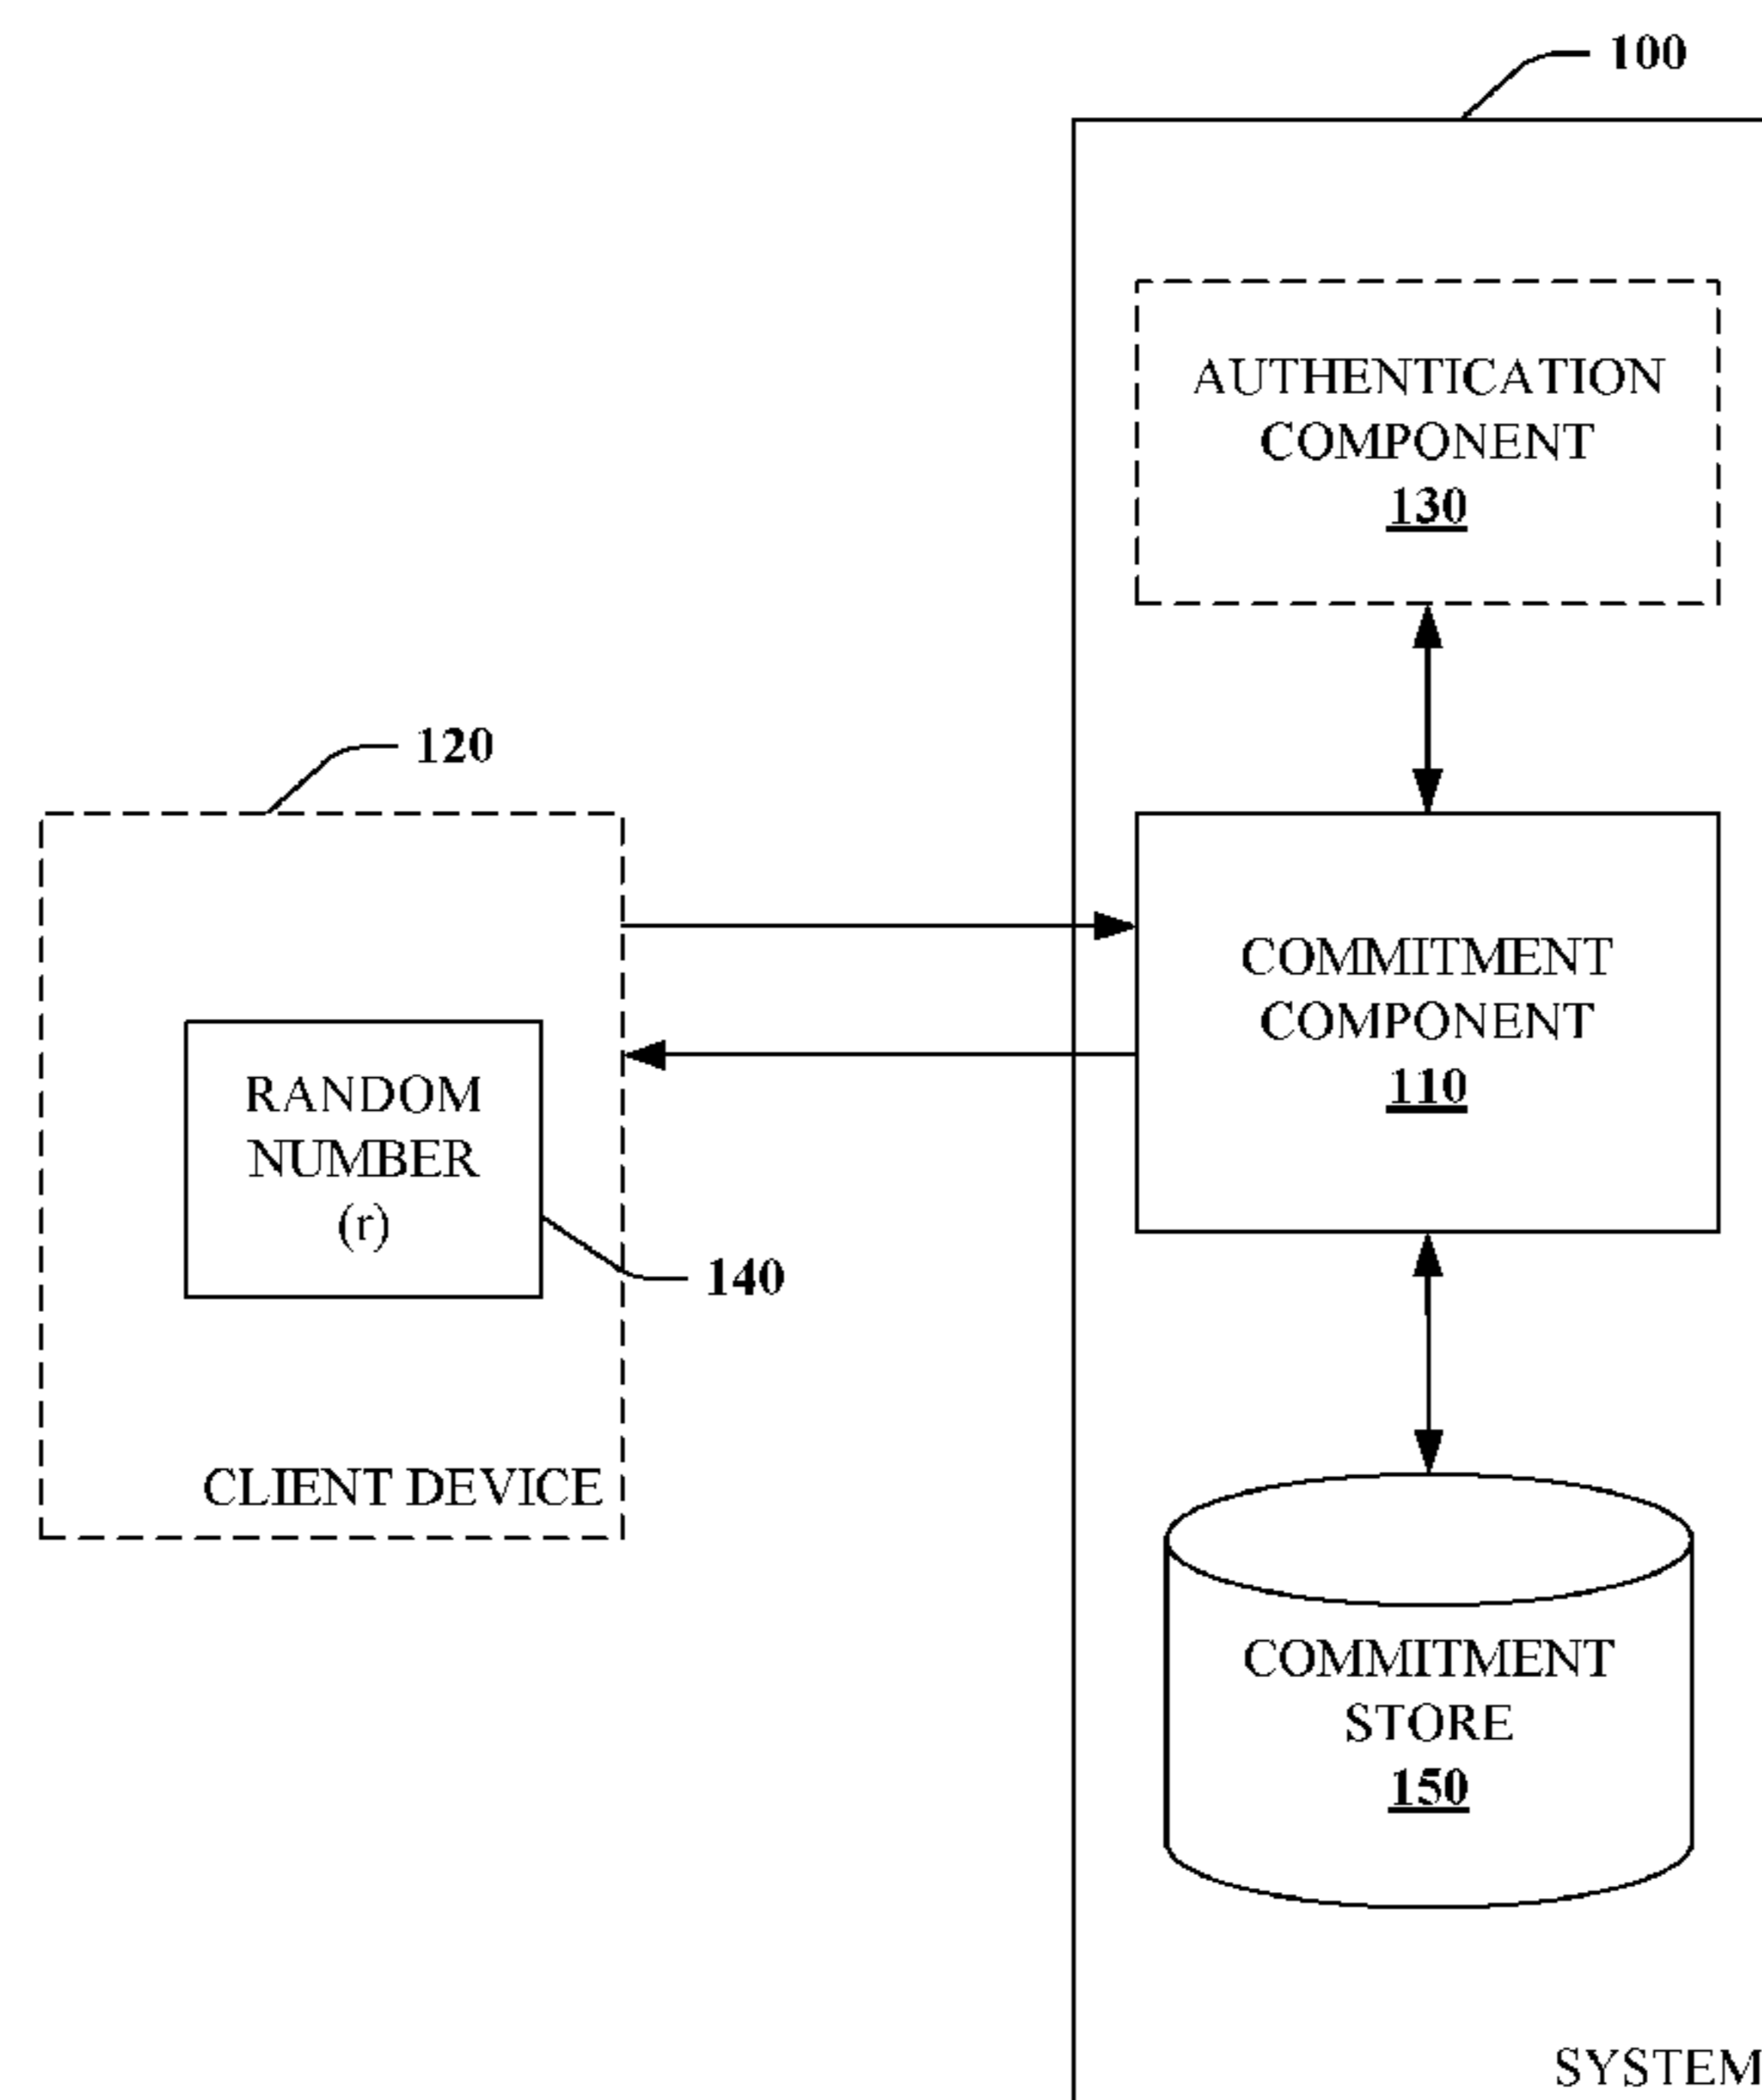 100
AUTHENTICATION
COMPONENT
130
120
COMMITMENT
COMPONENT
110
RANDOM
NUMBER
(r)
140
CLIENT DEVICE
COMMITMENT
STORE
150
SYSTEM